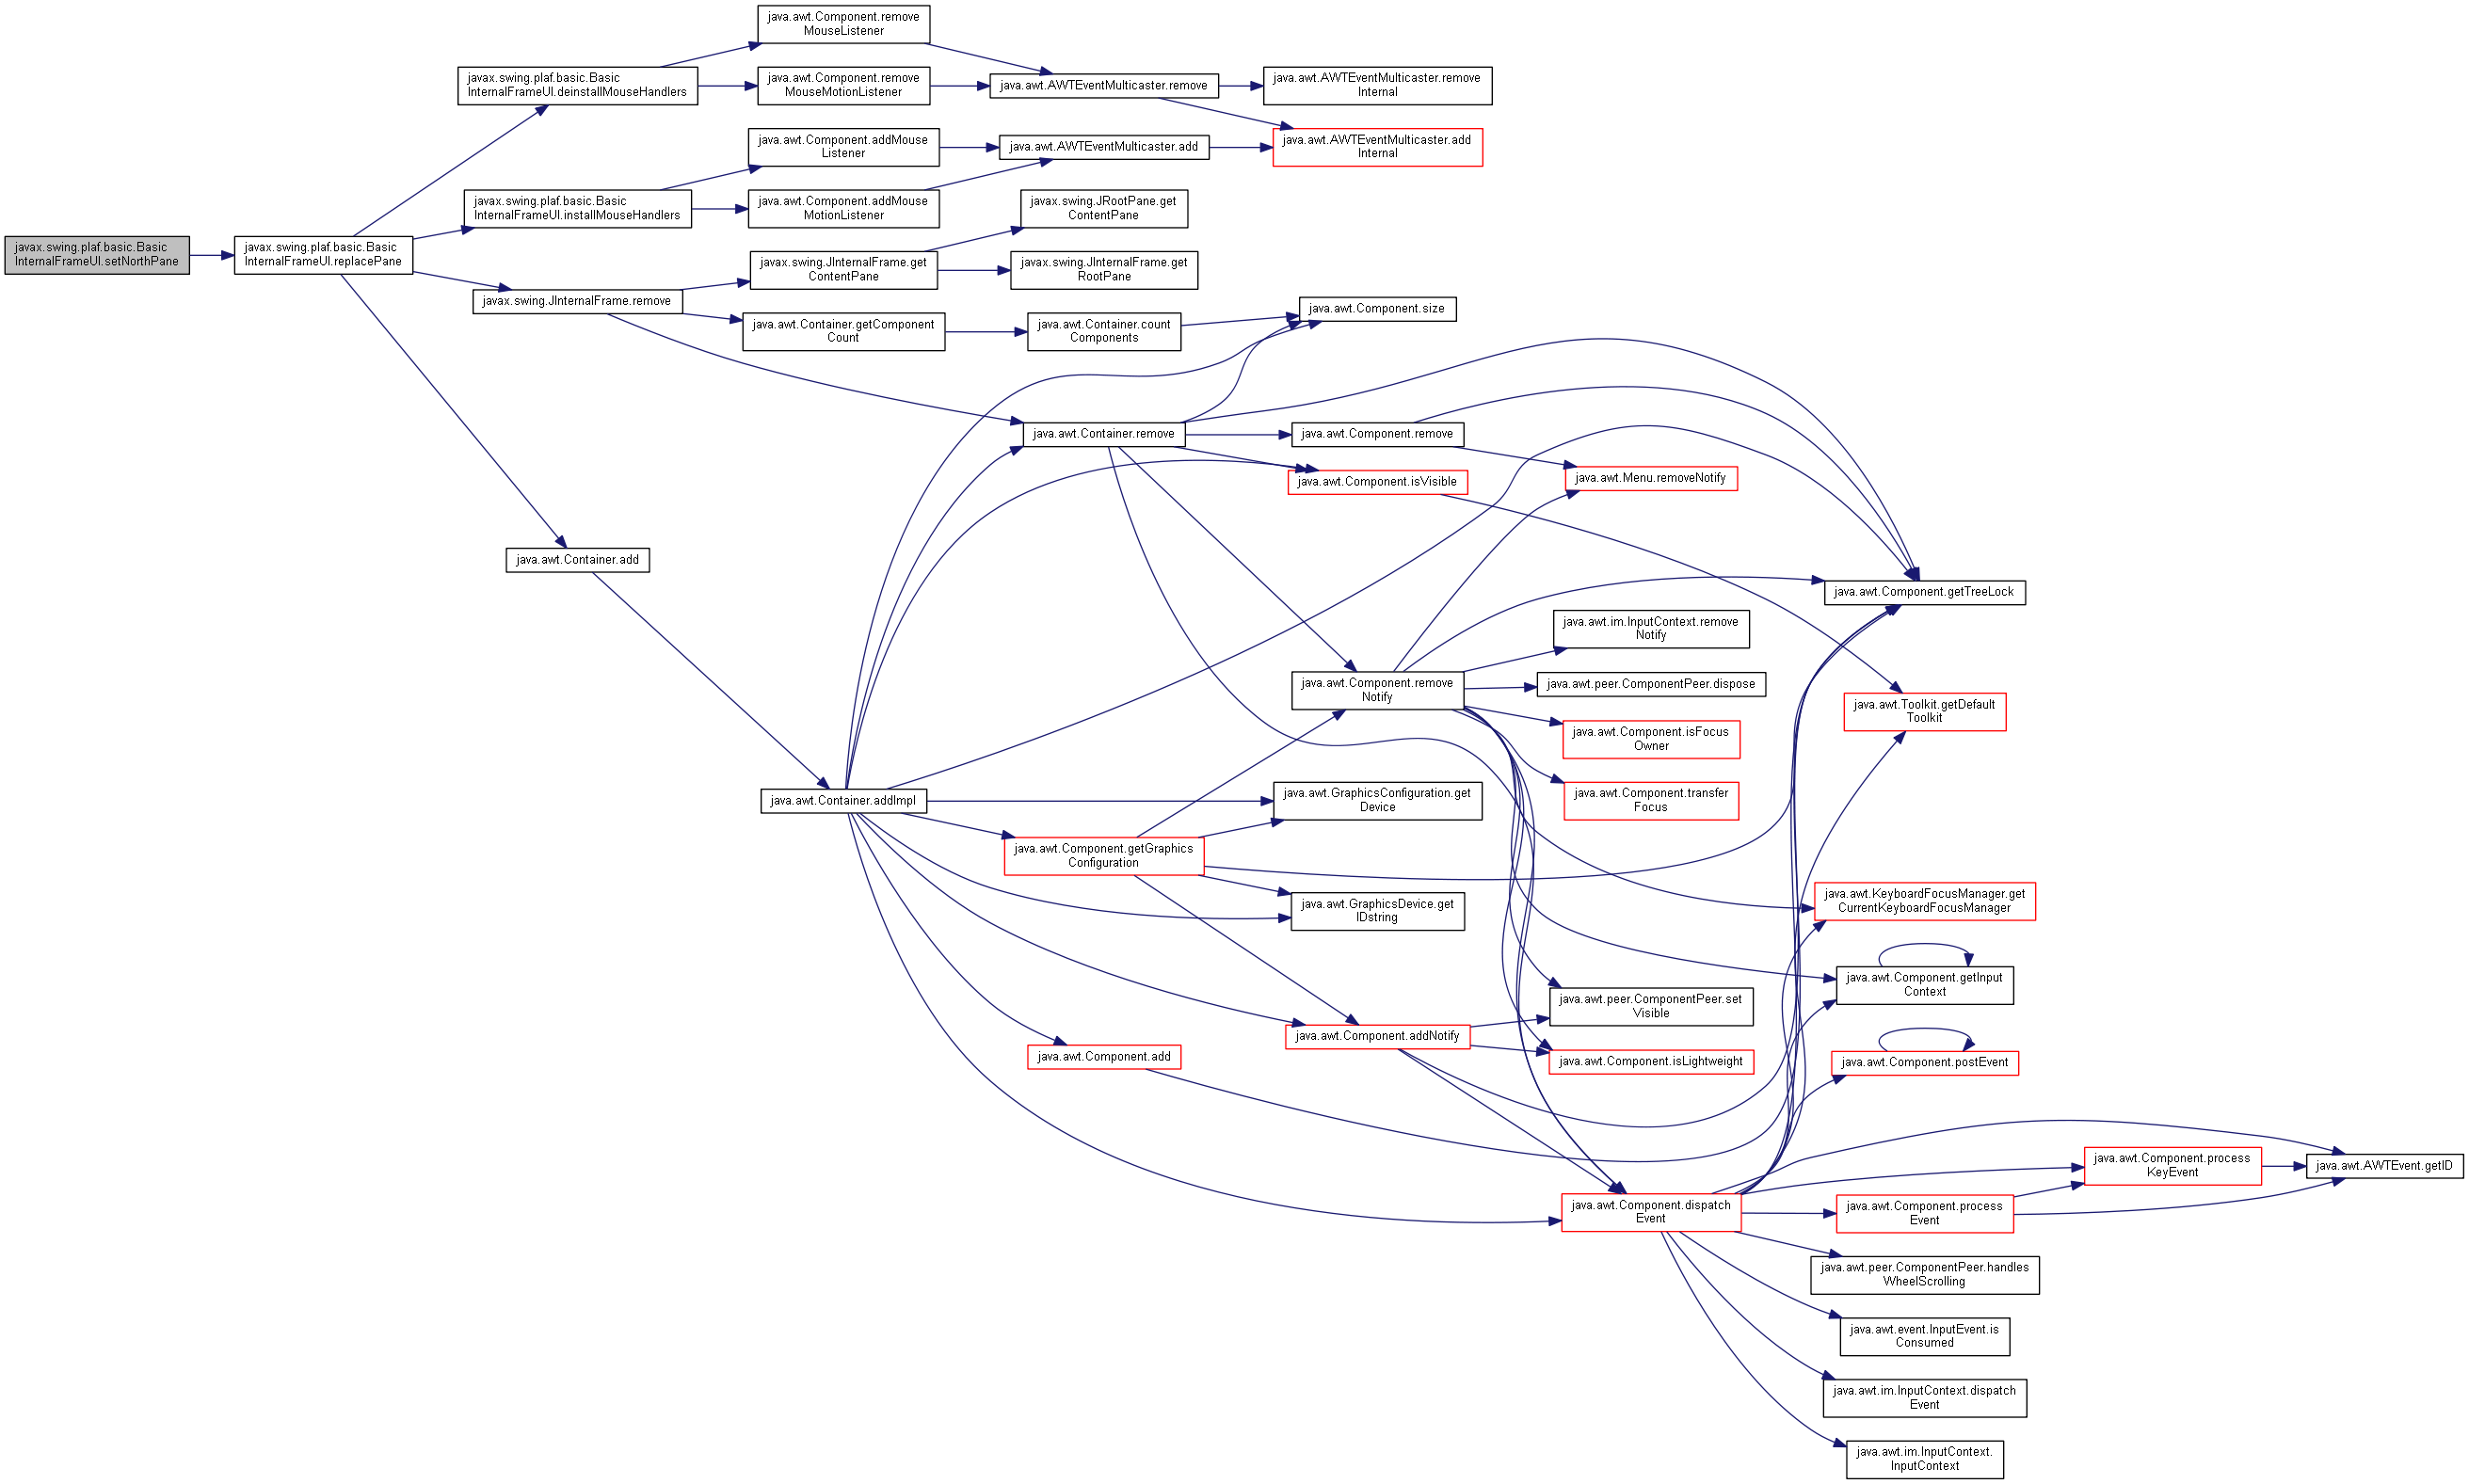 javax.swing.plaf.basic.Basic
InternalFrameUI.setNorthPane
javax.swing.plaf.basic.Basic
InternalFrameUI.replacePane
javax.swing.plaf.basic.Basic
InternalFrameUI.deinstallMouseHandlers
javax.swing.plaf.basic.Basic
InternalFrameUI.installMouseHandlers
javax.swing.JInternalFrame.remove
java.awt.Container.add
java.awt.Component.remove
MouseListener
java.awt.Component.remove
MouseMotionListener
java.awt.Component.addMouse
Listener
java.awt.Component.addMouse
MotionListener
javax.swing.JInternalFrame.get
ContentPane
java.awt.Container.getComponent
Count
java.awt.Container.addImpl
java.awt.AWTEventMulticaster.remove
java.awt.AWTEventMulticaster.add
javax.swing.JRootPane.get
ContentPane
javax.swing.JInternalFrame.get
RootPane
java.awt.Container.count
Components
java.awt.Container.remove
java.awt.Component.getGraphics
Configuration
java.awt.Component.add
java.awt.AWTEventMulticaster.remove
Internal
java.awt.AWTEventMulticaster.add
Internal
java.awt.Component.size
java.awt.Component.remove
java.awt.Component.isVisible
java.awt.Component.remove
Notify
java.awt.GraphicsConfiguration.get
Device
java.awt.GraphicsDevice.get
IDstring
java.awt.Component.addNotify
java.awt.Menu.removeNotify
java.awt.im.InputContext.remove
Notify
java.awt.peer.ComponentPeer.dispose
java.awt.Component.isFocus
Owner
java.awt.Component.transfer
Focus
java.awt.peer.ComponentPeer.set
Visible
java.awt.Component.isLightweight
java.awt.Component.dispatch
Event
java.awt.Component.getTreeLock
java.awt.Toolkit.getDefault
Toolkit
java.awt.KeyboardFocusManager.get
CurrentKeyboardFocusManager
java.awt.Component.getInput
Context
java.awt.Component.postEvent
java.awt.Component.process
Event
java.awt.peer.ComponentPeer.handles
WheelScrolling
java.awt.event.InputEvent.is
Consumed
java.awt.im.InputContext.dispatch
Event
java.awt.im.InputContext.
InputContext
java.awt.Component.process
KeyEvent
java.awt.AWTEvent.getID